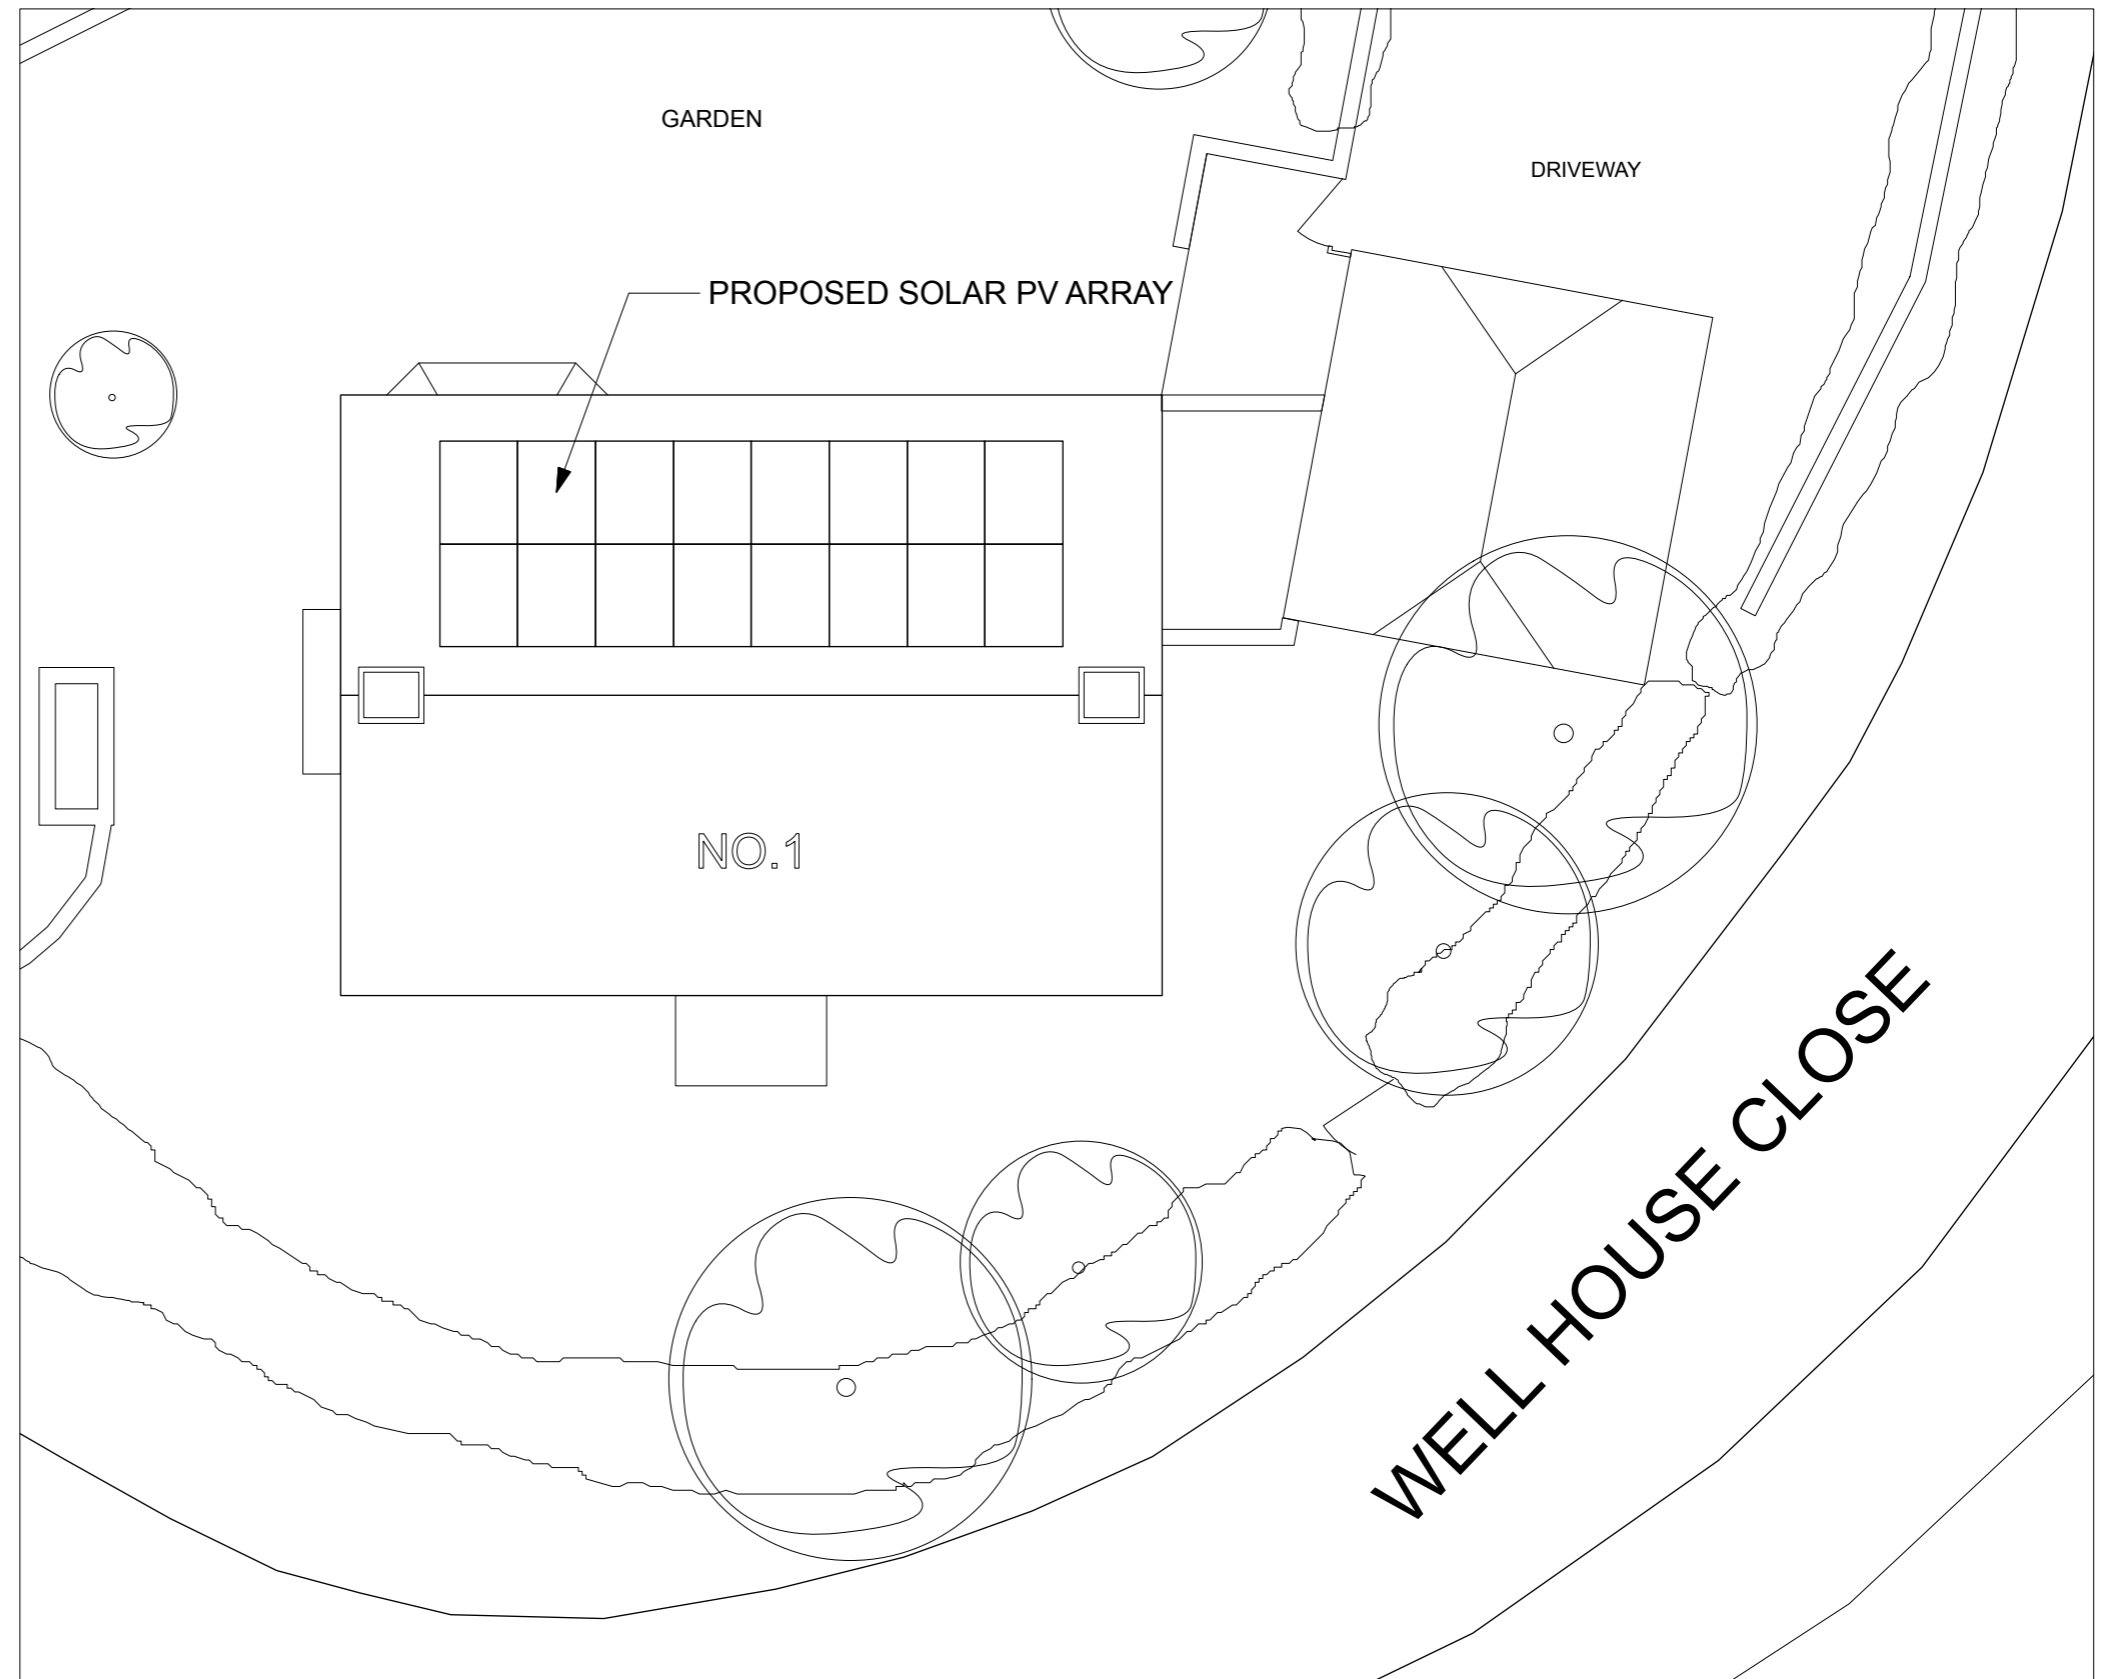 GARDEN
DRIVEWAY
PROPOSED SOLAR PV ARRAY
NO.1
WELL HOUSE CLOSE